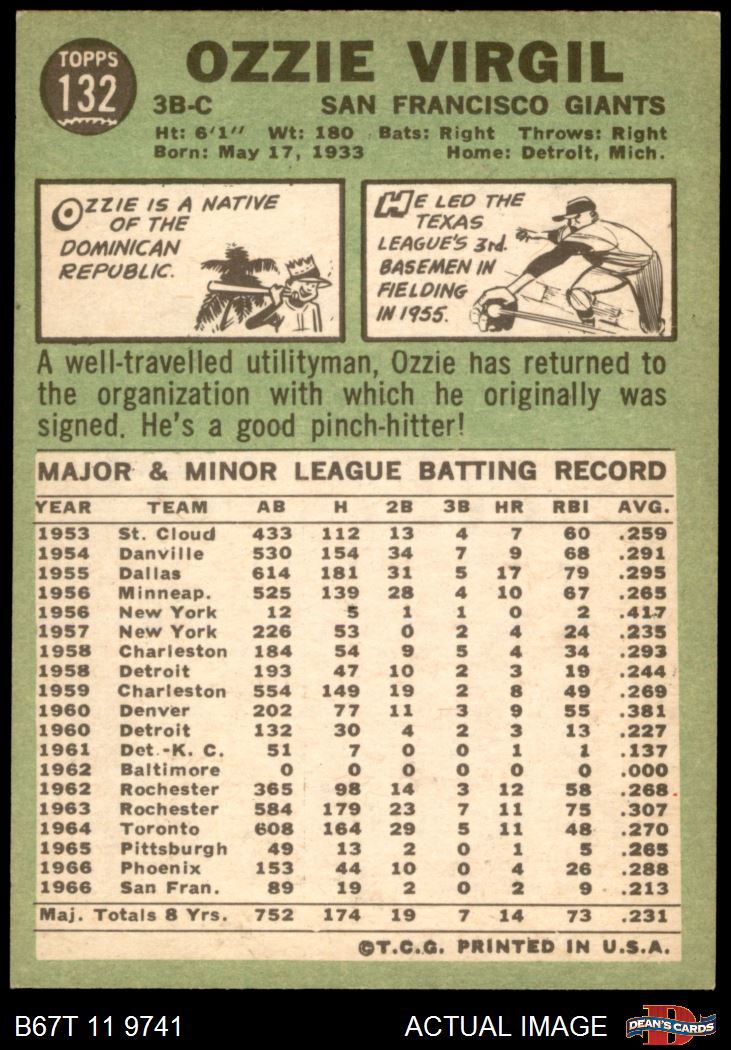 TOPPS
132
OZZIE VIRGIL
3B-C SAN FRANCISCO GIANTS
Ht: 6'1" Wt: 180 Bats: Right Throws: Right
Born: May 17, 1933 Home: Detroit, Mich.
OZZIE IS A NATIVE
OF THE
DOMINICAN
REPUBLIC.
HE LED THE
TEXAS
LEAGUE'S 3rd.
BASEMEN IN
FIELDING
IN 1955.
A well-travelled utilityman, Ozzie has returned to
the organization with which he originally was
signed. He's a good pinch-hitter!
MAJOR & MINOR LEAGUE BATTING RECORD
YEAR TEAM AB H 2B 3B HR RBI AVG.
1953 St. Cloud 433 112 13 4 7 60 .259
1954 Danville 530 154 34 7 9 68 .291
1955 Dallas 614 181 31 5 17 79 .295
1956 Minneap. 525 139 28 4 10 67 .265
1956 New York 12 5 1 1 0 2 .417
1957 New York 226 53 0 2 4 24 .235
1958 Charleston 184 54 9 5 4 34 .293
1958 Detroit 193 47 10 2 3 19 .244
1959 Charleston 554 149 19 2 8 49 .269
1960 Denver 202 77 11 3 9 55 .381
1960 Detroit 132 30 4 2 3 13 .227
1961 Det.-K. C. 51 7 0 0 1 1 .137
1962 Baltimore 0 0 0 0 0 0 .000
1962 Rochester 365 98 14 3 12 58 .268
1963 Rochester 584 179 23 7 11 75 .307
1964 Toronto 608 164 29 5 11 48 .270
1965 Pittsburgh 49 13 2 0 1 5 .265
1966 Phoenix 153 44 10 0 4 26 .288
1966 San Fran. 89 19 2 0 2 9 .213
Maj. Totals 8 Yrs. 752 174 19 7 14 73 .231
©T.C.G. PRINTED IN U.S.A.
B67T 11 9741 ACTUAL IMAGE
D
DEAN'S CARDS